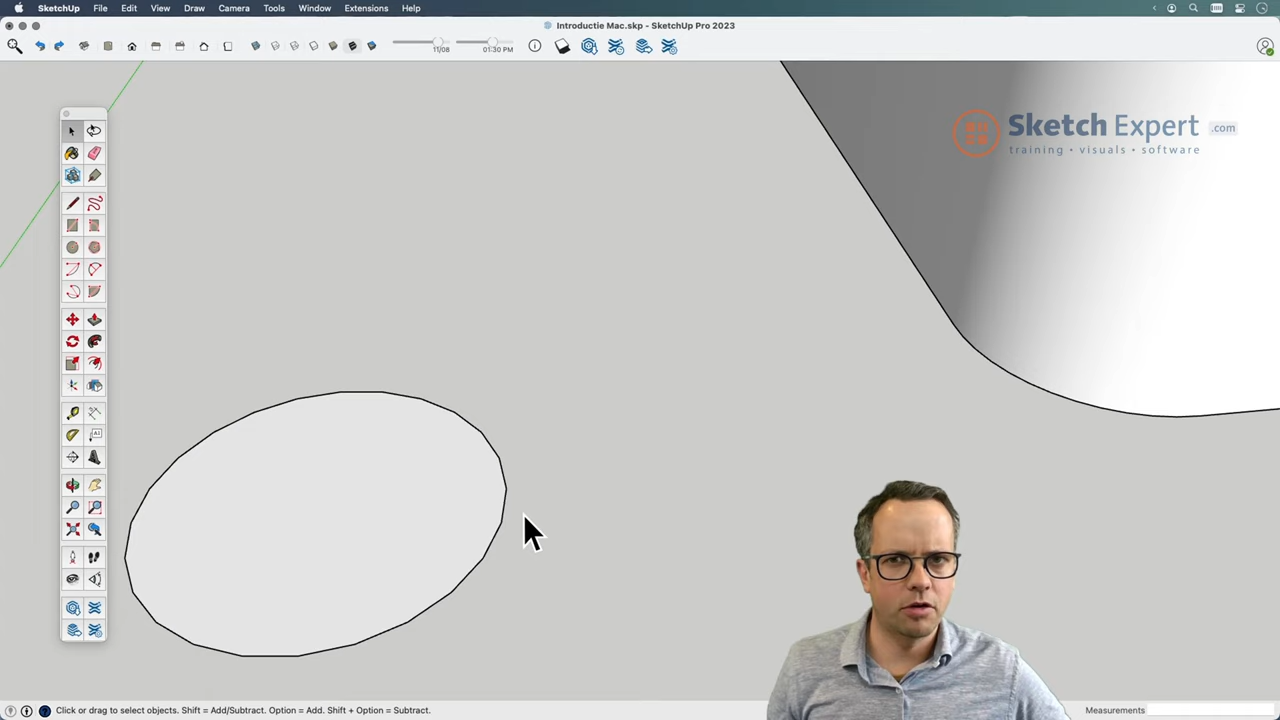 SketchUp File Edit View Draw Camera Tools Window Extensions Help
Introductie Mac.skp - SketchUp Pro 2023
11/08 01:30 PM
SketchExpert .com
training • visuals • software
A1
Click or drag to select objects. Shift = Add/Subtract. Option = Add. Shift + Option = Subtract.
Measurements